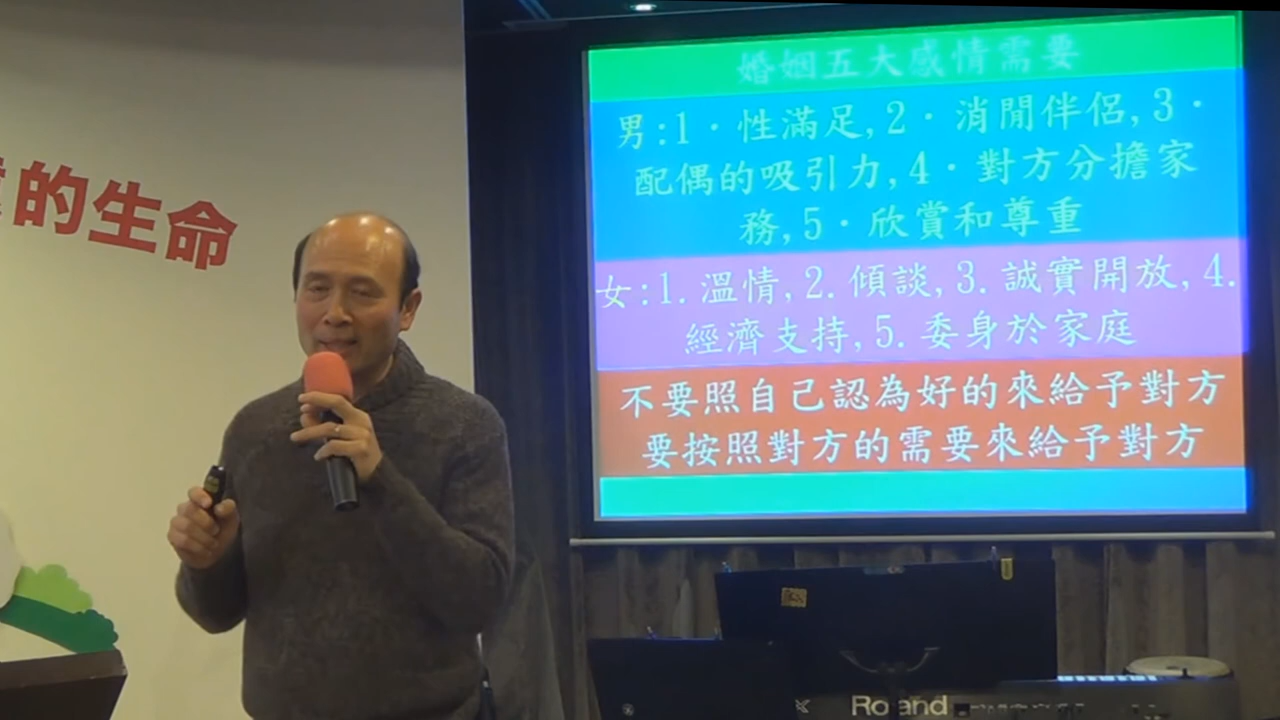 的生命
婚姻五大感情需要
男:1·性滿足,2·消閒伴侶,3·
配偶的吸引力,4·對方分擔家
務,5·欣賞和尊重
女:1.溫情,2.傾談,3.誠實開放,4.
經濟支持,5.委身於家庭
不要照自己認為好的來給予對方
要按照對方的需要來給予對方
Roland